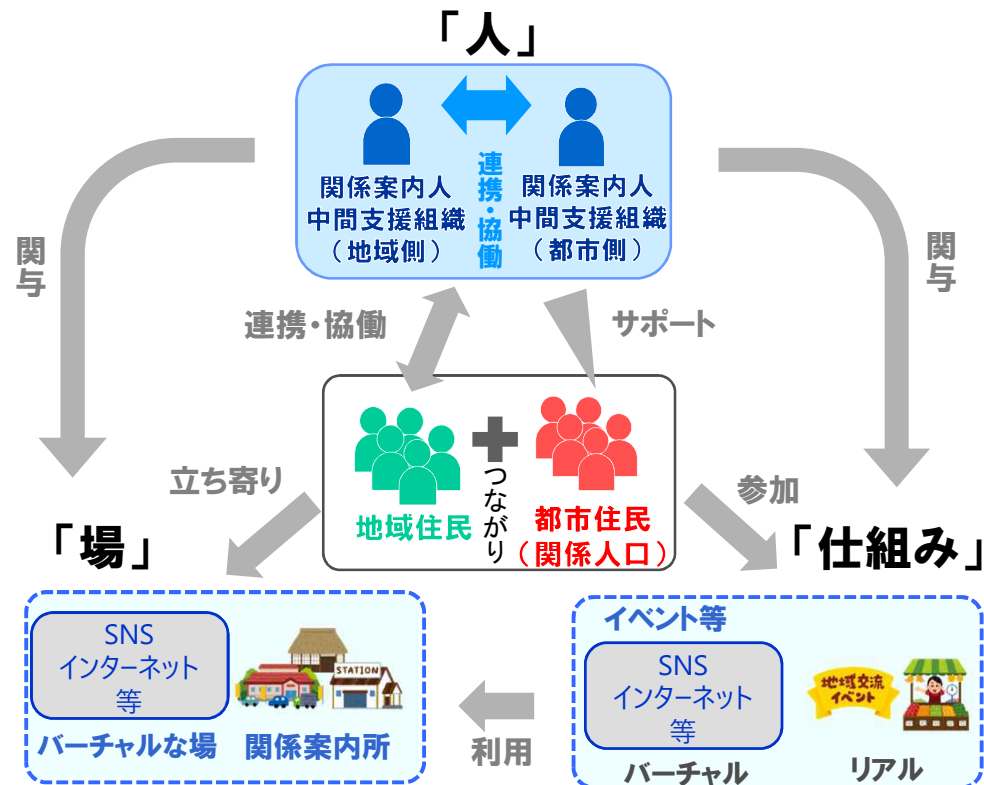 「人」
関係案内人
中間支援組織
（地域側）
連携・協働
関係案内人
中間支援組織
（都市側）
関与
関与
連携・協働
サポート
地域住民
つながり
都市住民
（関係人口）
立ち寄り
参加
「場」
「仕組み」
SNS
インターネット
等
STATION
バーチャルな場
関係案内所
利用
イベント等
SNS
インターネット
等
地域交流
イベント
バーチャル
リアル